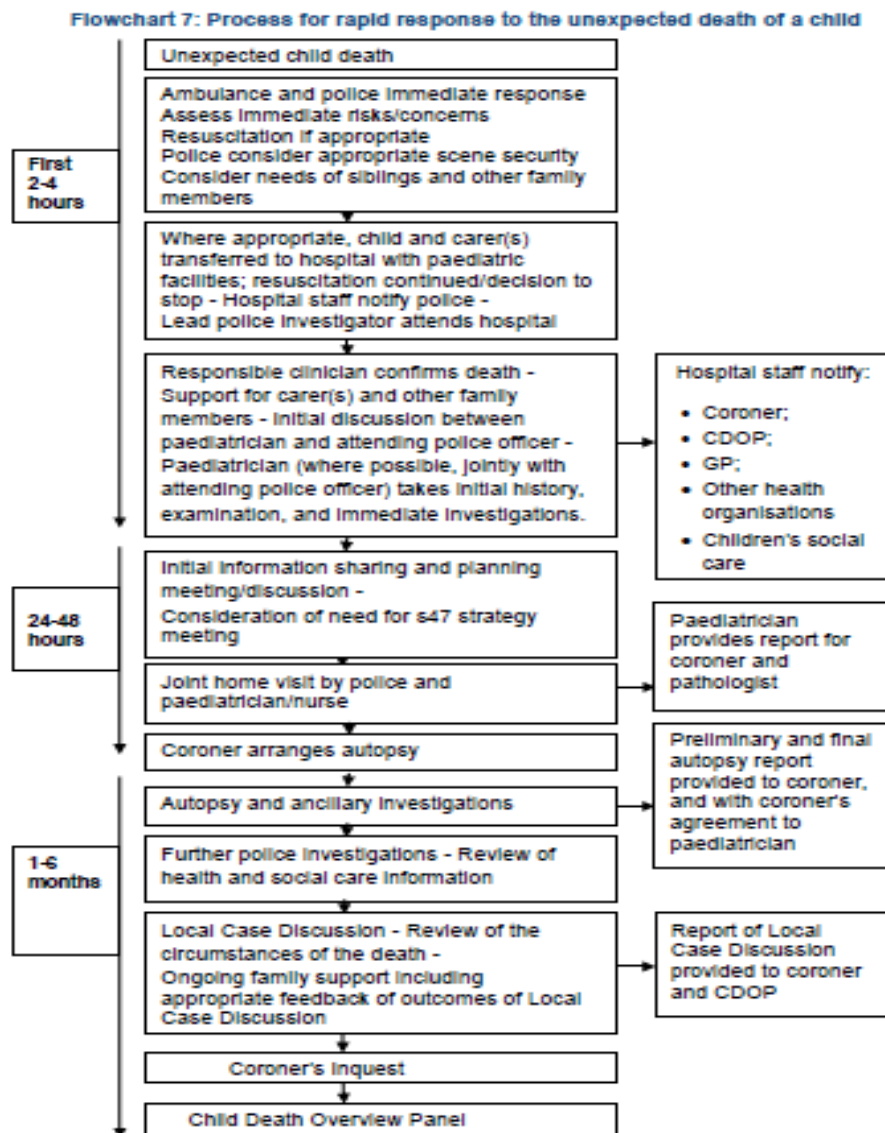 Flowchart 7: Process for rapid response to the unexpected death of a child
Unexpected child death
Ambulance and police immediate response
Assess immediate risks/concerns
Resuscitation if appropriate
Police consider appropriate scene security
Consider needs of siblings and other family
members
First
2-4
hours
Where appropriate, child and carer(s)
transferred to hospital with paediatric
facilities; resuscitation continued/decision to
stop - Hospital staff notify police -
Lead police investigator attends hospital
Responsible clinician confirms death -
Support for carer(s) and other family
members - Initial discussion between
paediatrician and attending police officer -
Paediatrician (where possible, jointly with
attending police officer) takes initial history,
examination, and immediate investigations.
Hospital staff notify:
• Coroner;
• CDOP;
• GP;
• Other health
organisations
• Children's social
care
24-48
hours
Initial information sharing and planning
meeting/discussion -
Consideration of need for s47 strategy
meeting
Joint home visit by police and
paediatrician/nurse
Paediatrician
provides report for
coroner and
pathologist
Coroner arranges autopsy
1-6
months
Autopsy and ancillary investigations
Preliminary and final
autopsy report
provided to coroner,
and with coroner's
agreement to
paediatrician
Further police investigations - Review of
health and social care information
Local Case Discussion - Review of the
circumstances of the death -
Ongoing family support including
appropriate feedback of outcomes of Local
Case Discussion
Report of Local
Case Discussion
provided to coroner
and CDOP
Coroner's Inquest
Child Death Overview Panel